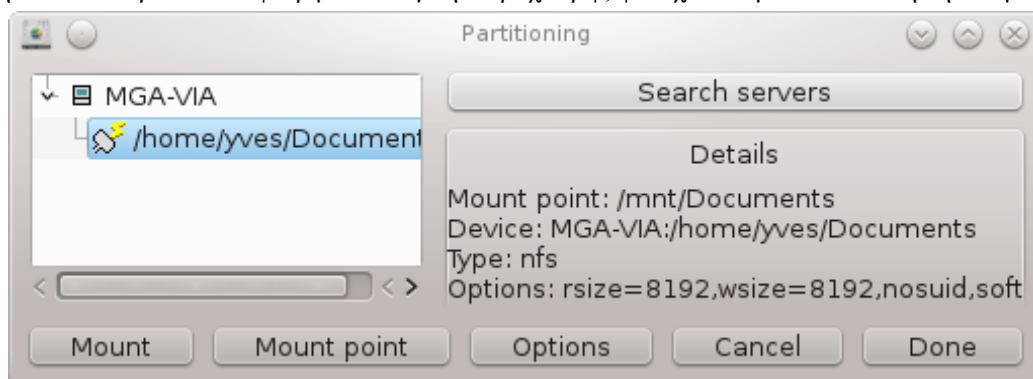 Partitioning
MGA-VIA
/home/yves/Document
Search servers
Details
Mount point: /mnt/Documents
Device: MGA-VIA:/home/yves/Documents
Type: nfs
Options: rsize=8192,wsize=8192,nosuid,soft
Mount
Mount point
Options
Cancel
Done